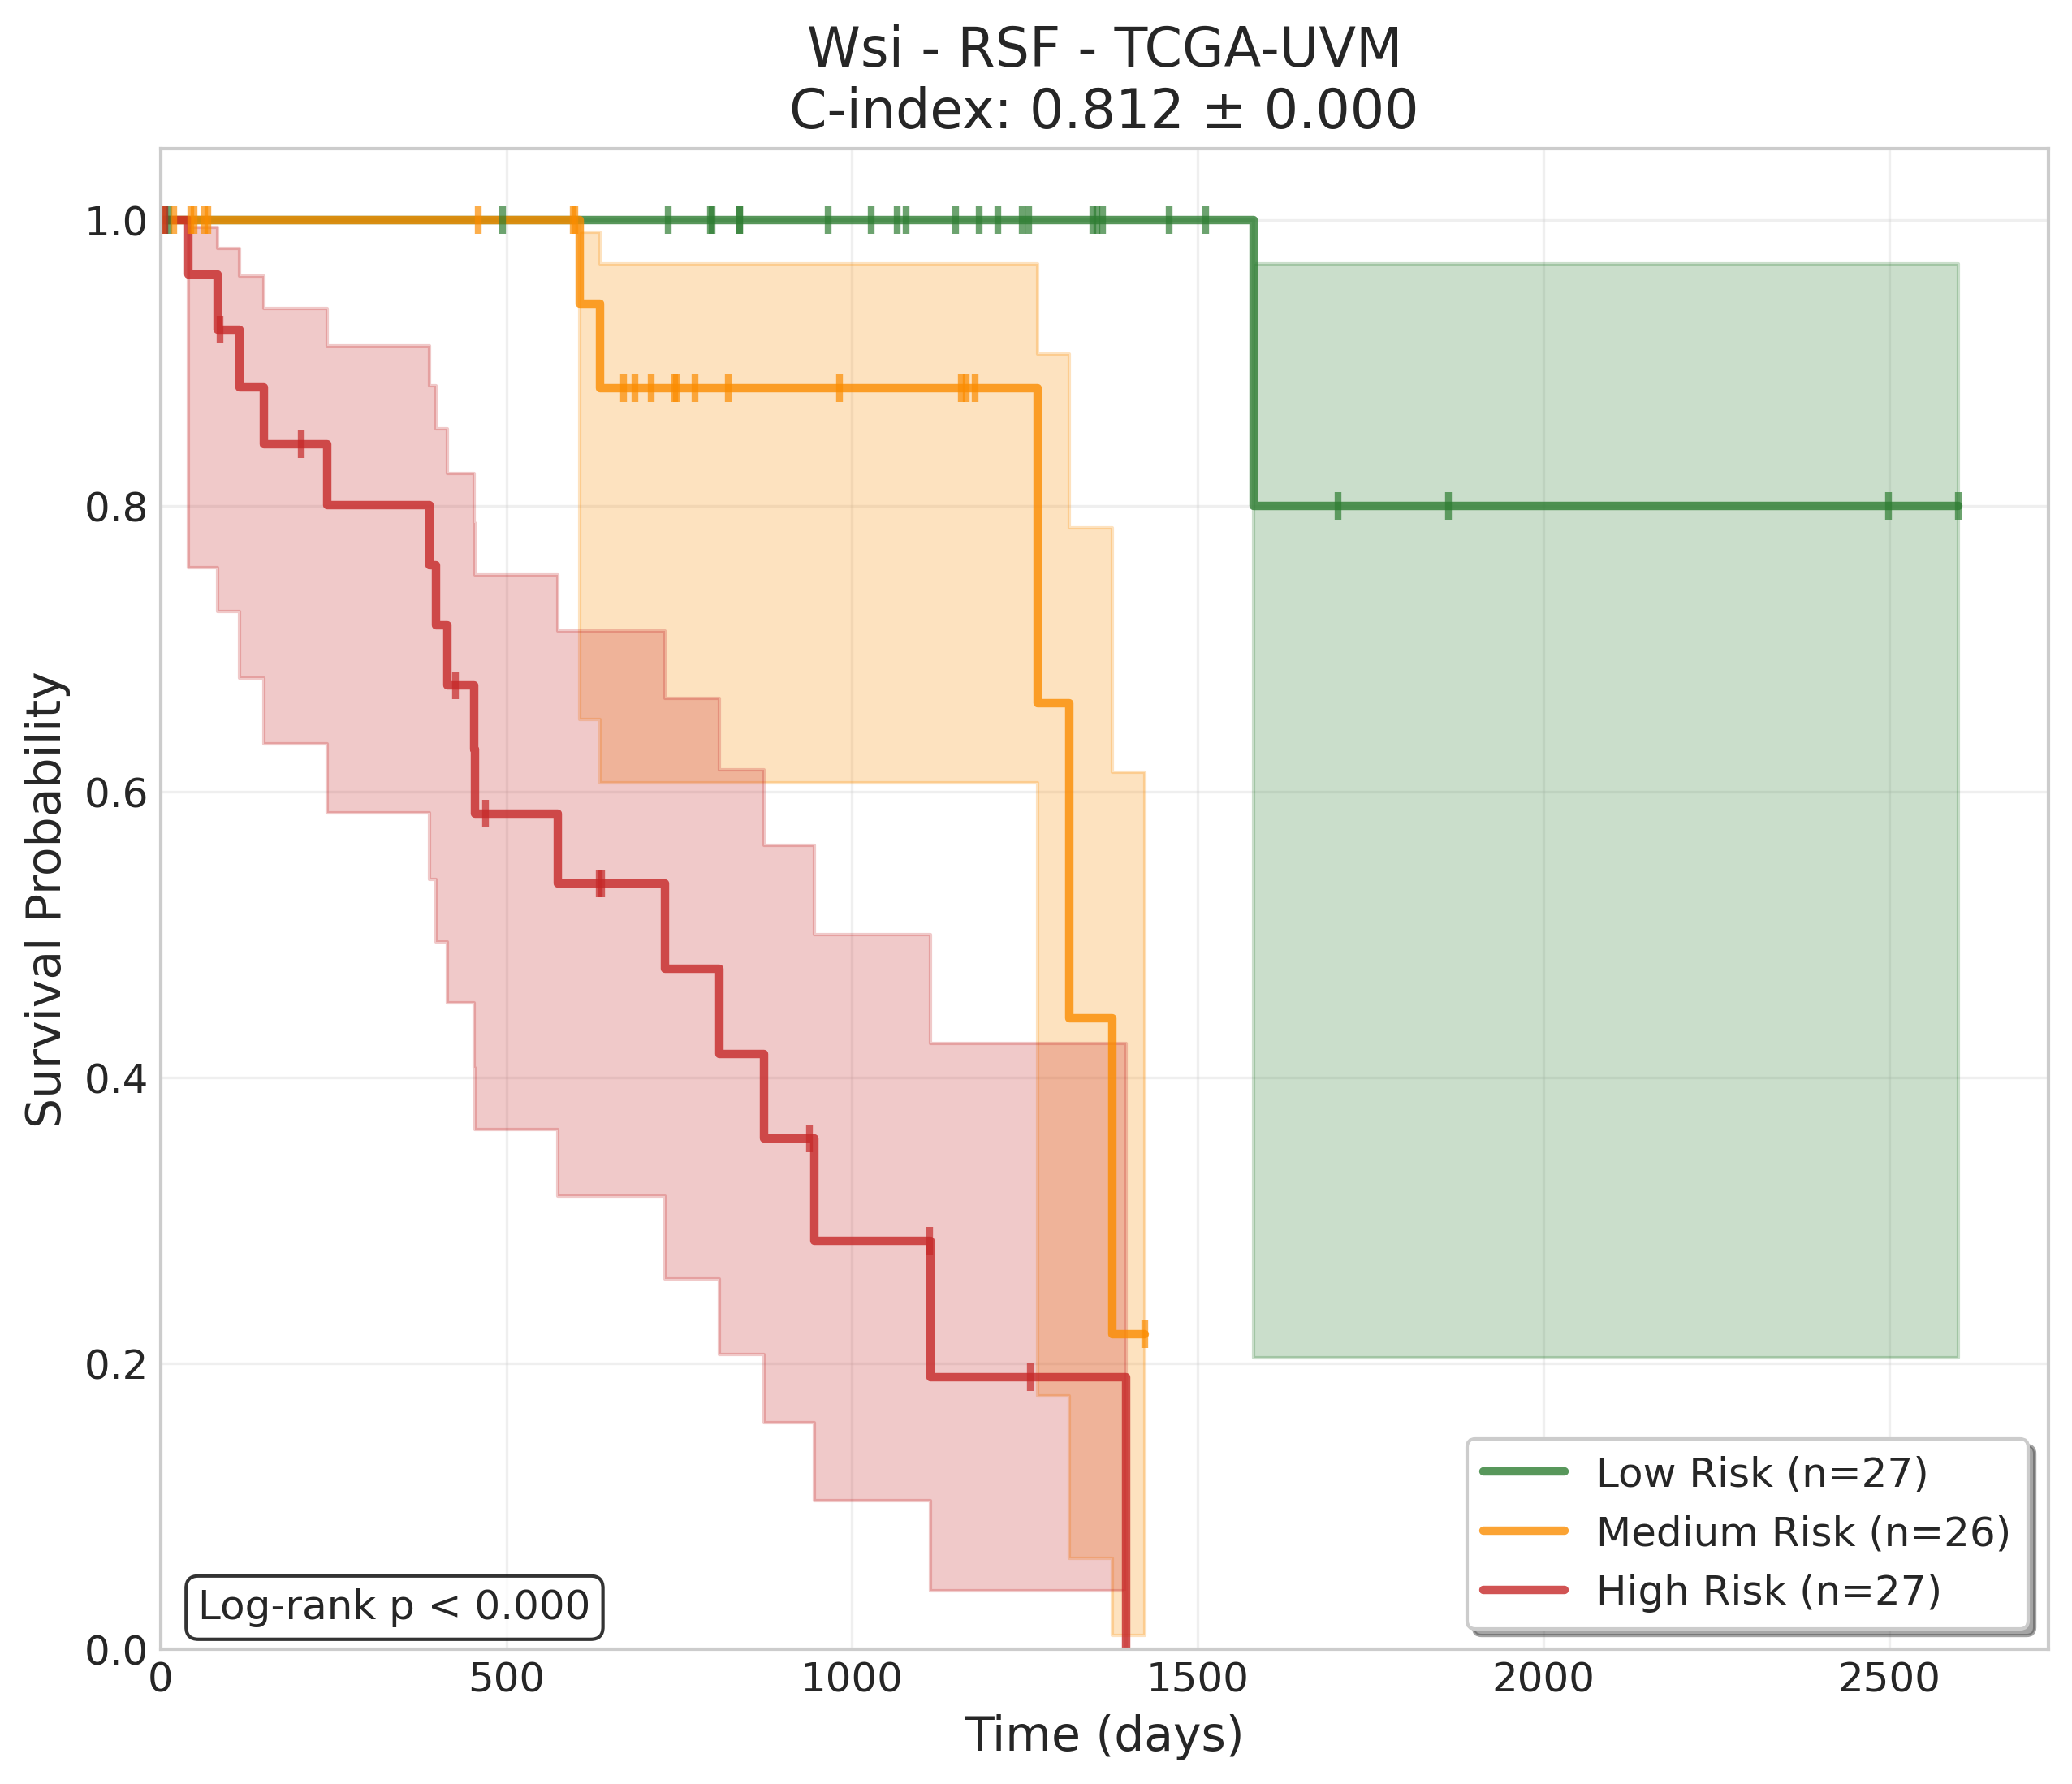 Wsi - RSF - TCGA-UVM
C-index: 0.812 ± 0.000
Survival Probability
1.0
0.8
0.6
0.4
0.2
0.0
Log-rank p < 0.000
Low Risk (n=27)
Medium Risk (n=26)
High Risk (n=27)
0 500 1000 1500 2000 2500
Time (days)